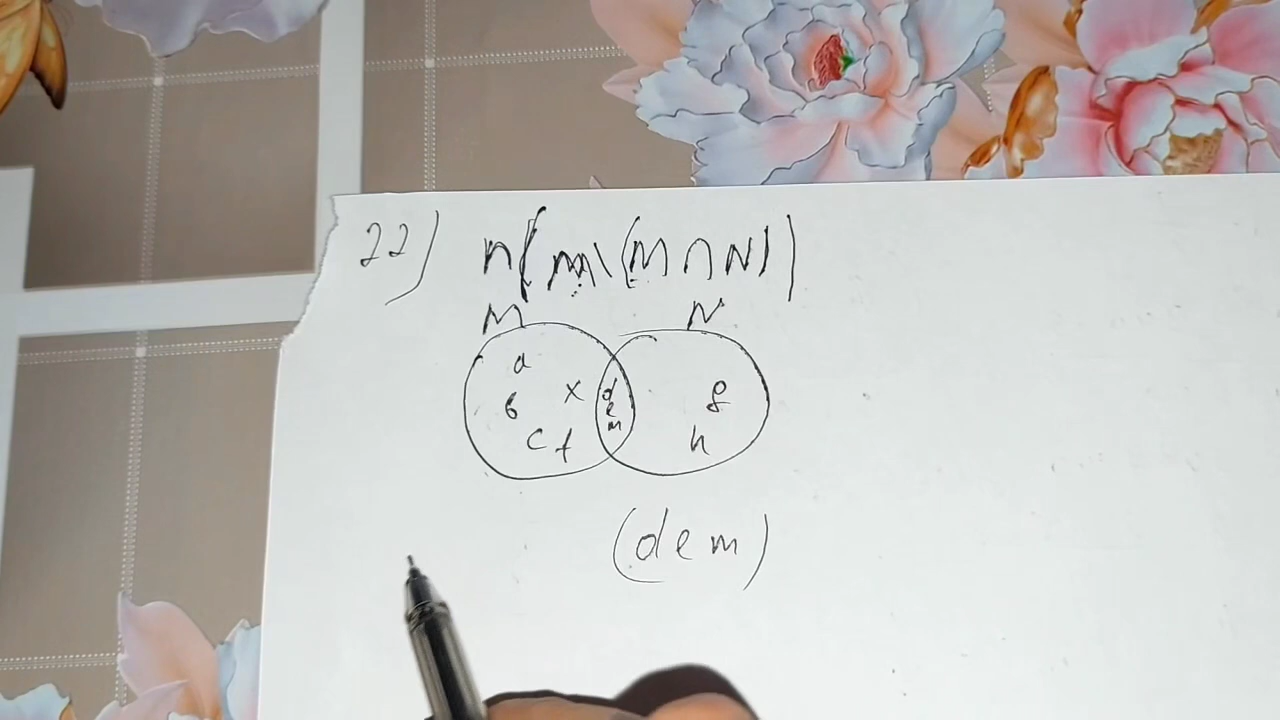 22) n(m\(M∩N))
M N
a
x d
б e g
m
c f h
(dem)